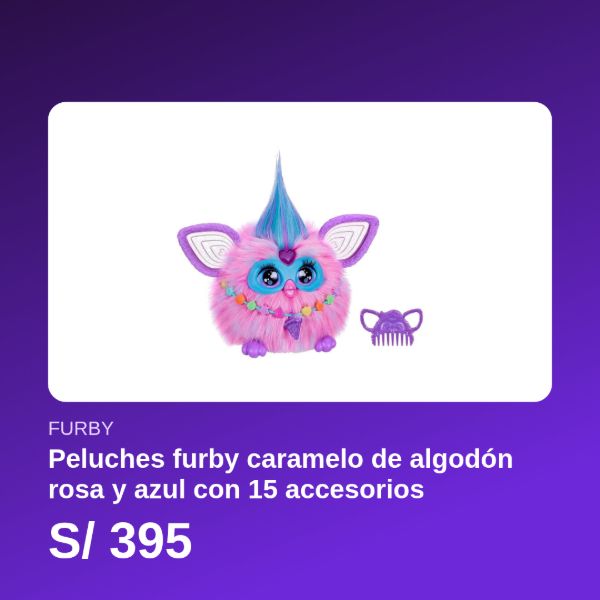 FURBY
Peluches furby caramelo de algodón
rosa y azul con 15 accesorios
S/ 395